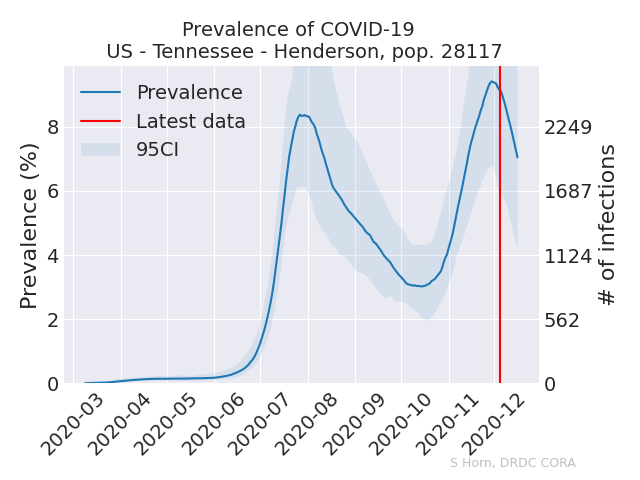 Prevalence of COVID-19
US - Tennessee - Henderson, pop. 28117
Prevalence
Latest data
95CI
Prevalence (%)
8
6
4
2
0
2249
1687
1124
562
0
# of infections
2020-03
2020-04
2020-05
2020-06
2020-07
2020-08
2020-09
2020-10
2020-11
2020-12
S Horn, DRDC CORA